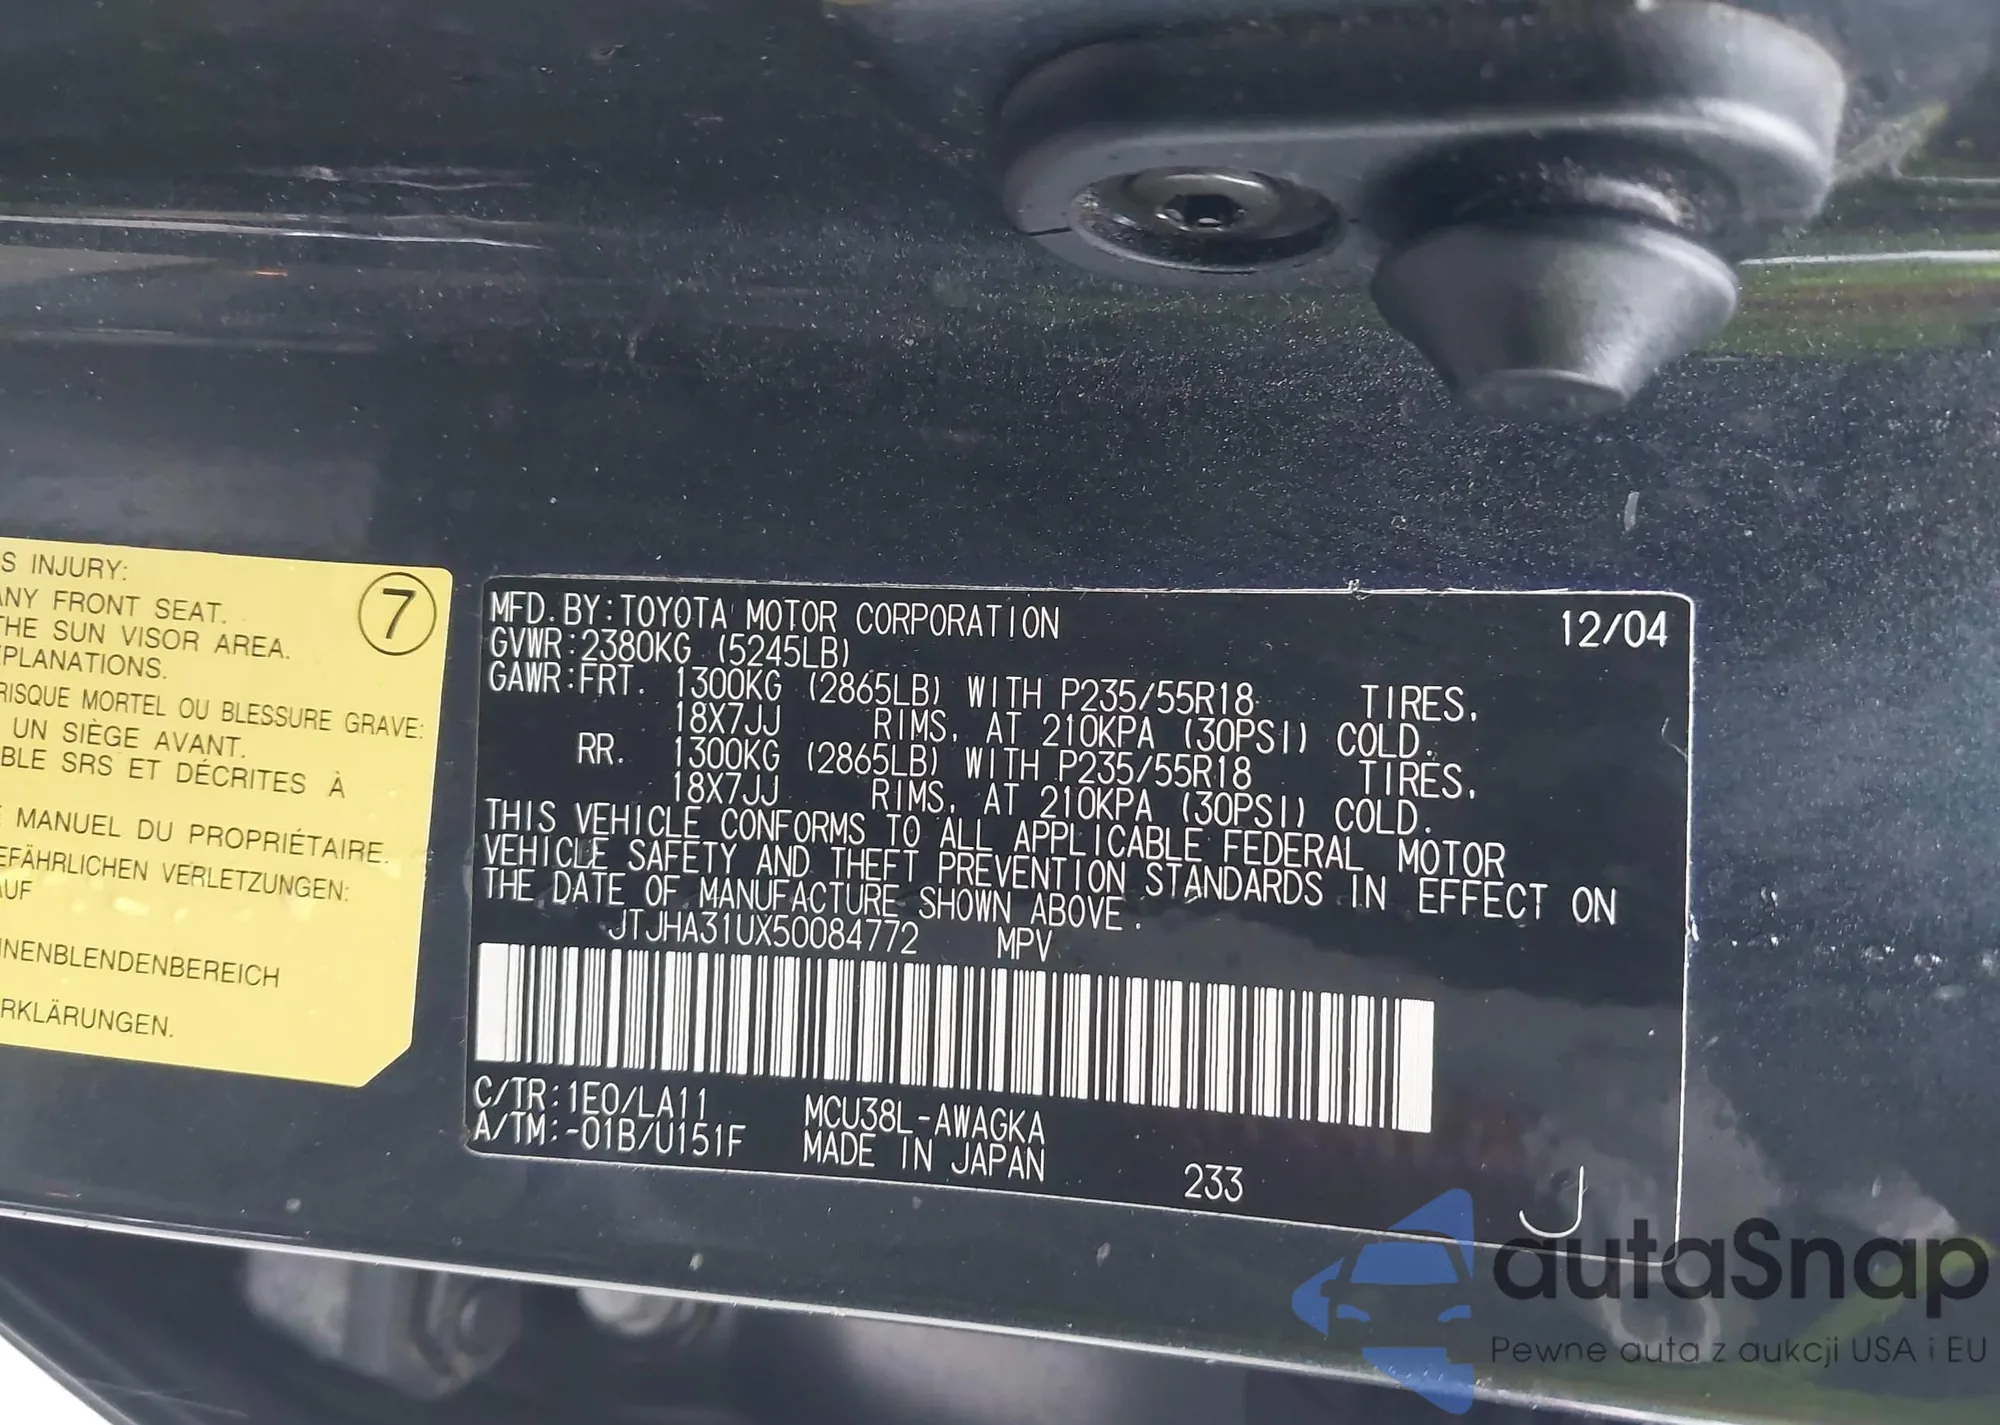 S INJURY:
ANY FRONT SEAT.
THE SUN VISOR AREA.
PLANATIONS.
RISQUE MORTEL OU BLESSURE GRAVE:
UN SIÈGE AVANT.
BLE SRS ET DÉCRITES À
E MANUEL DU PROPRIÉTAIRE.
EFÄHRLICHEN VERLETZUNGEN:
AUF
NNENBLENDENBEREICH
RKLÄRUNGEN.
7
MFD. BY: TOYOTA MOTOR CORPORATION 12/04
GVWR: 2380KG (5245LB)
GAWR: FRT. 1300KG (2865LB) WITH P235/55R18 TIRES,
18X7JJ RIMS, AT 210KPA (30PSI) COLD.
RR. 1300KG (2865LB) WITH P235/55R18 TIRES,
18X7JJ RIMS, AT 210KPA (30PSI) COLD.
THIS VEHICLE CONFORMS TO ALL APPLICABLE FEDERAL MOTOR
VEHICLE SAFETY AND THEFT PREVENTION STANDARDS IN EFFECT ON
THE DATE OF MANUFACTURE SHOWN ABOVE.
JTJHA31UX50084772 MPV
C/TR: 1E0/LA11 MCU38L-AWAGKA
A/TM: -01B/U151F MADE IN JAPAN 233
J
autaSnap
Pewne auta z aukcji USA i EU